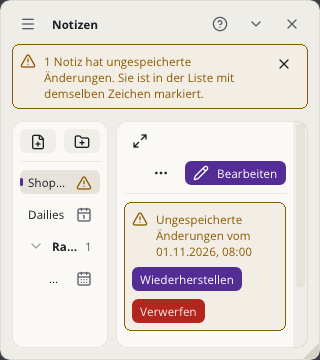 Notizen
1 Notiz hat ungespeicherte
Änderungen. Sie ist in der Liste mit
demselben Zeichen markiert.
Bearbeiten
Shop...
Dailies
1
Ra... 1
...
Ungespeicherte
Änderungen vom
01.11.2026, 08:00
Wiederherstellen
Verwerfen